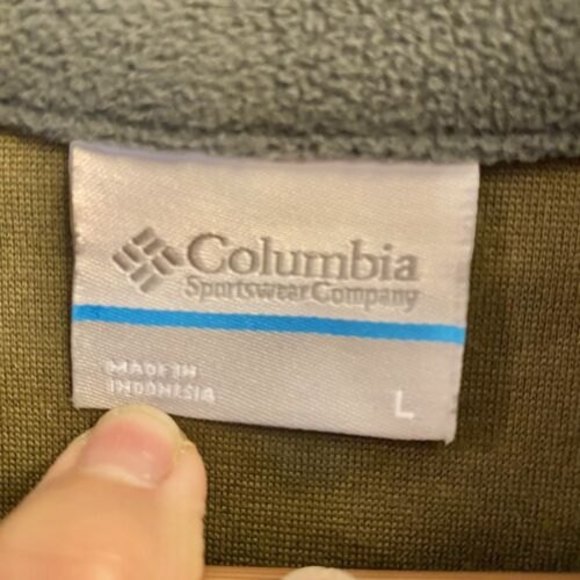 Columbia
Sportswear Company
MADE IN
INDONESIA
L